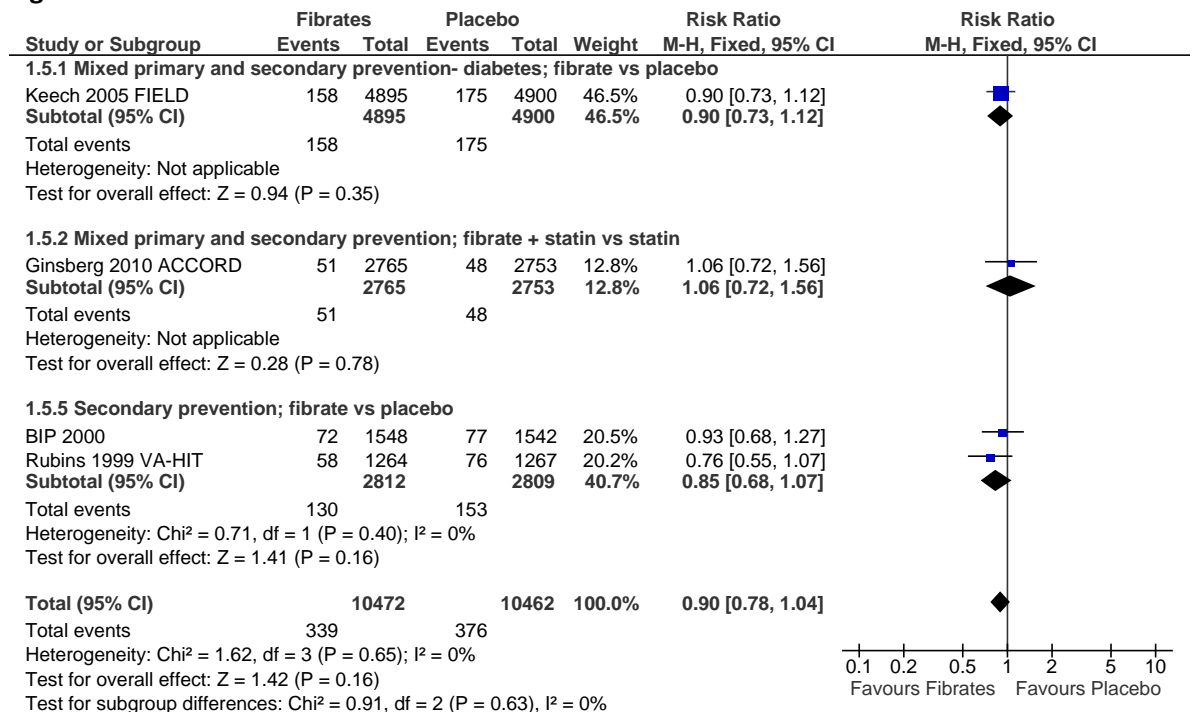 Fibrates Placebo Risk Ratio Risk Ratio
Study or Subgroup Events Total Events Total Weight M-H, Fixed, 95% CI M-H, Fixed, 95% CI
1.5.1 Mixed primary and secondary prevention- diabetes; fibrate vs placebo
Keech 2005 FIELD 158 4895 175 4900 46.5% 0.90 [0.73, 1.12]
Subtotal (95% CI) 4895 4900 46.5% 0.90 [0.73, 1.12]
Total events 158 175
Heterogeneity: Not applicable
Test for overall effect: Z = 0.94 (P = 0.35)
1.5.2 Mixed primary and secondary prevention; fibrate + statin vs statin
Ginsberg 2010 ACCORD 51 2765 48 2753 12.8% 1.06 [0.72, 1.56]
Subtotal (95% CI) 2765 2753 12.8% 1.06 [0.72, 1.56]
Total events 51 48
Heterogeneity: Not applicable
Test for overall effect: Z = 0.28 (P = 0.78)
1.5.5 Secondary prevention; fibrate vs placebo
BIP 2000 72 1548 77 1542 20.5% 0.93 [0.68, 1.27]
Rubins 1999 VA-HIT 58 1264 76 1267 20.2% 0.76 [0.55, 1.07]
Subtotal (95% CI) 2812 2809 40.7% 0.85 [0.68, 1.07]
Total events 130 153
Heterogeneity: Chi² = 0.71, df = 1 (P = 0.40); I² = 0%
Test for overall effect: Z = 1.41 (P = 0.16)
Total (95% CI) 10472 10462 100.0% 0.90 [0.78, 1.04]
Total events 339 376
Heterogeneity: Chi² = 1.62, df = 3 (P = 0.65); I² = 0%
Test for overall effect: Z = 1.42 (P = 0.16)
Test for subgroup differences: Chi² = 0.91, df = 2 (P = 0.63), I² = 0%
0.1 0.2 0.5 1 2 5 10
Favours Fibrates Favours Placebo